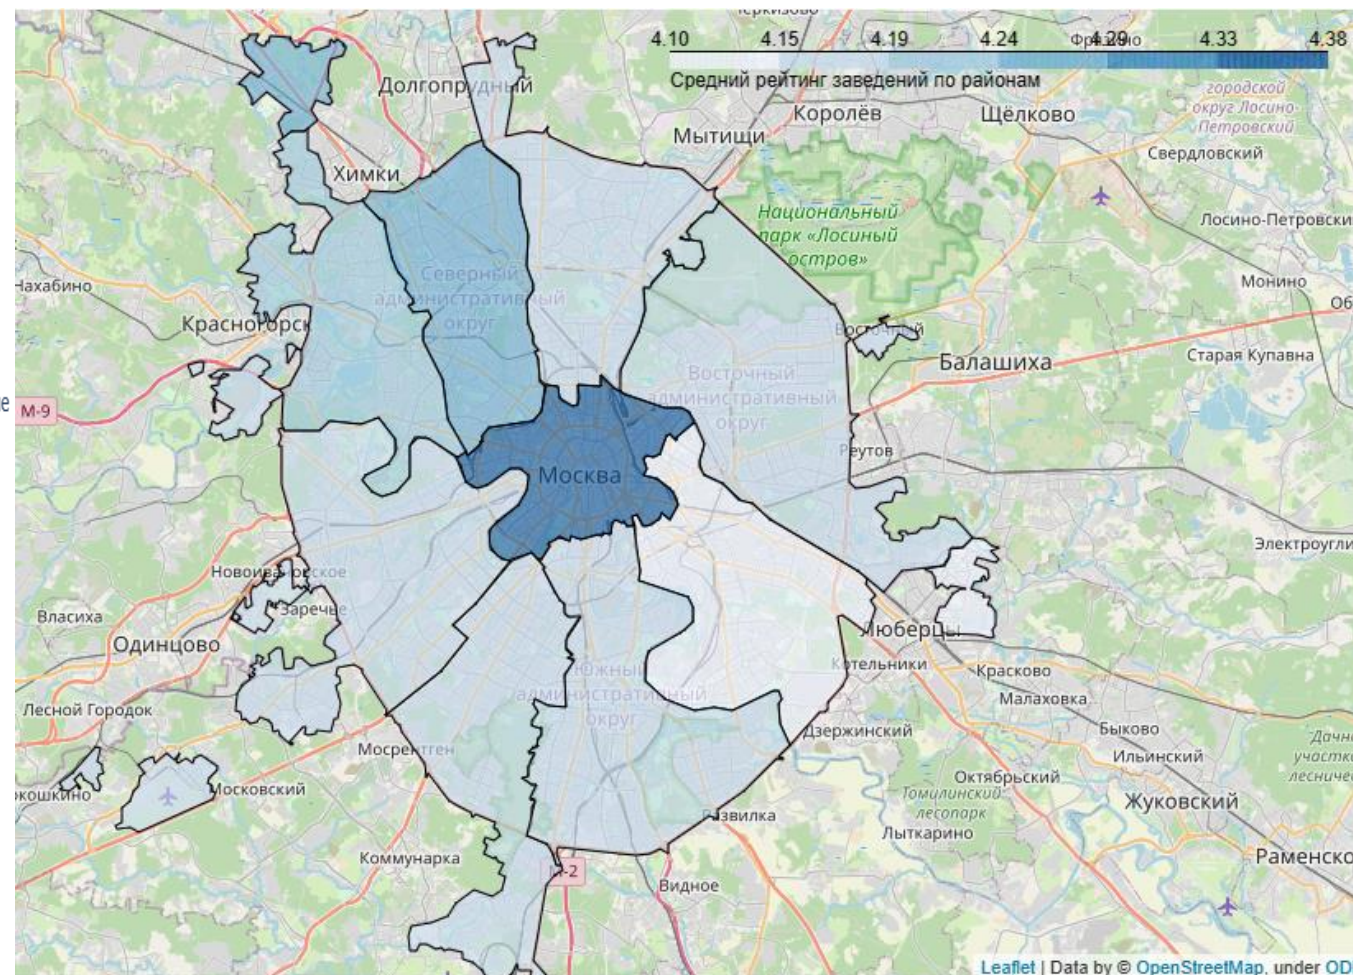 4.10 4.15 4.19 4.24 4.29 4.33 4.38
Средний рейтинг заведений по районам
Долгопрудный
городской
округ Лосино-
Петровский
Королёв
Щёлково
Мытищи
Свердловский
Химки
Национальный
парк «Лосиный
остров»
Лосино-Петровски
Северный
административный
округ
Нахабино
Монино
Красногорск
Восточный
Балашиха
Старая Купавна
Восточный
административный
округ
М-9
Реутов
Москва
Электроугли
Новоивановское
Власиха
Заречье
Одинцово
Люберцы
Котельники
Красково
Южный
административный
округ
Малаховка
Лесной Городок
Дзержинский
Быково
Мосрентген
Ильинский
Октябрьский
Московский
Томилинский
лесопарк
Жуковский
Развилка
Лыткарино
Коммунарка
Раменско
Видное
Leaflet | Data by © OpenStreetMap, under OD